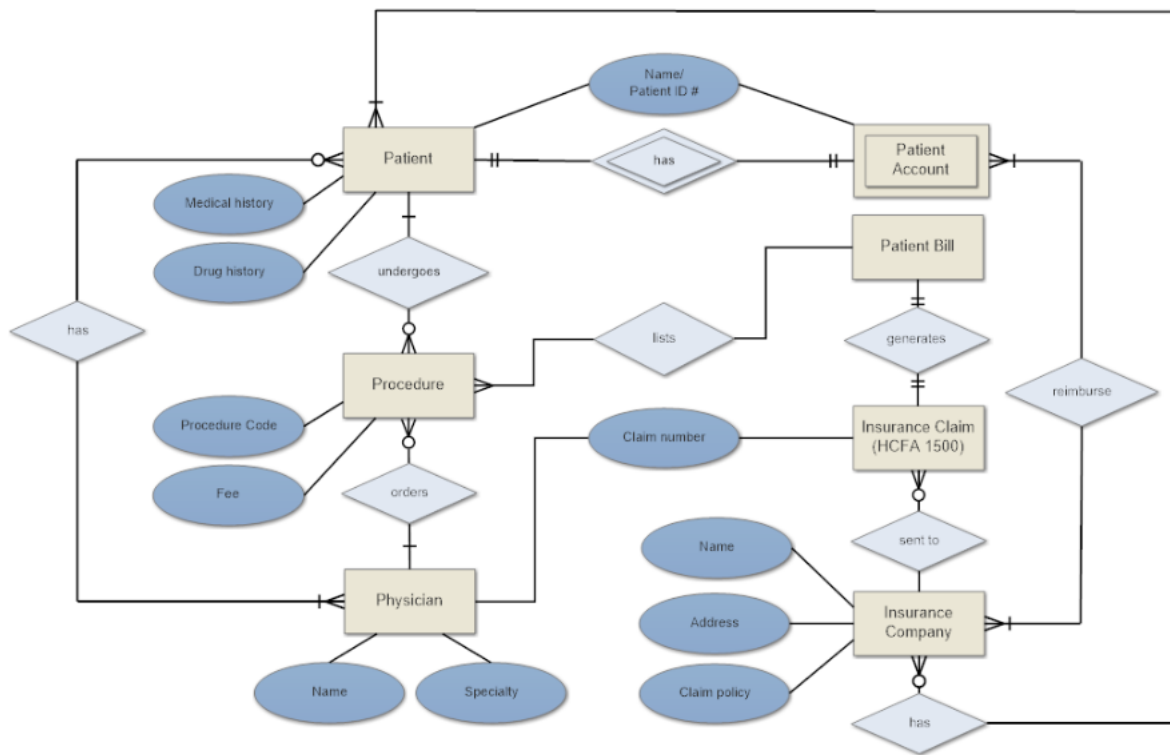 Name/
Patient ID #
Patient
has
Patient
Account
Medical history
Patient Bill
Drug history
undergoes
has
lists
generates
Procedure
reimburse
Procedure Code
Claim number
Insurance Claim
(HCFA 1500)
Fee
orders
Name
sent to
Physician
Address
Insurance
Company
Name
Specialty
Claim policy
has